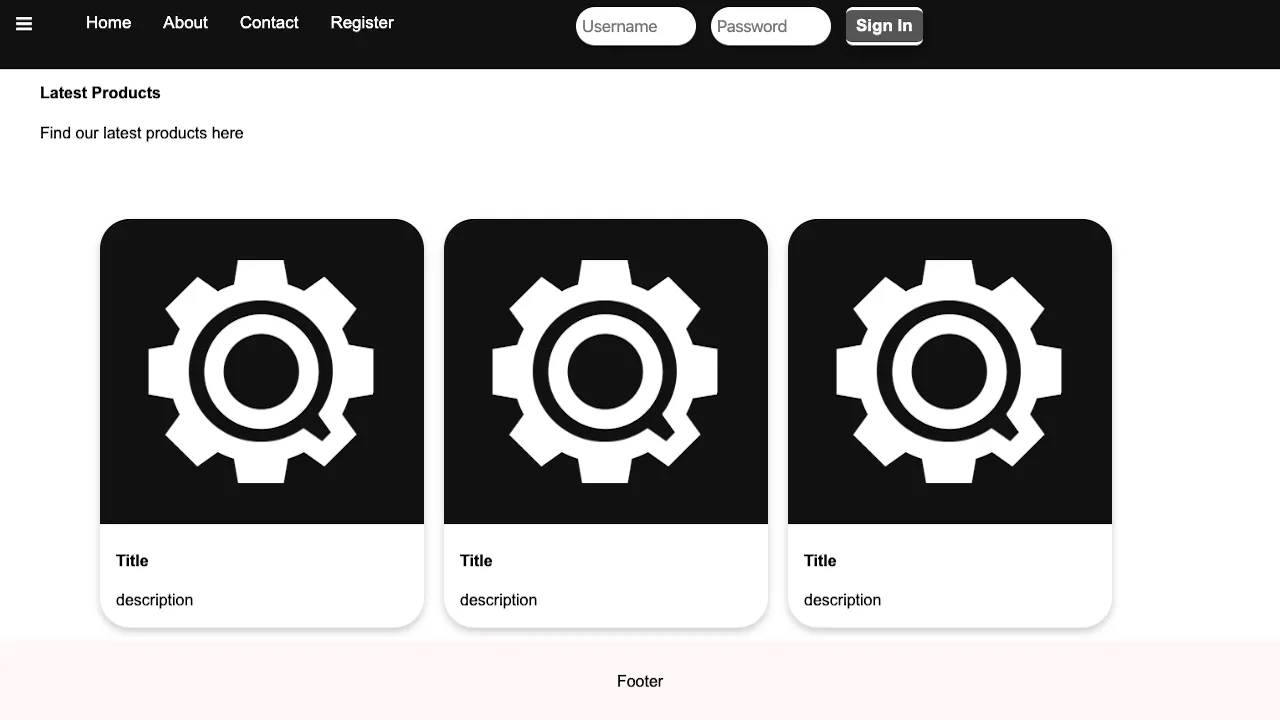 Home About Contact Register Username Password Sign In
Latest Products
Find our latest products here
Title Title Title
description description description
Footer